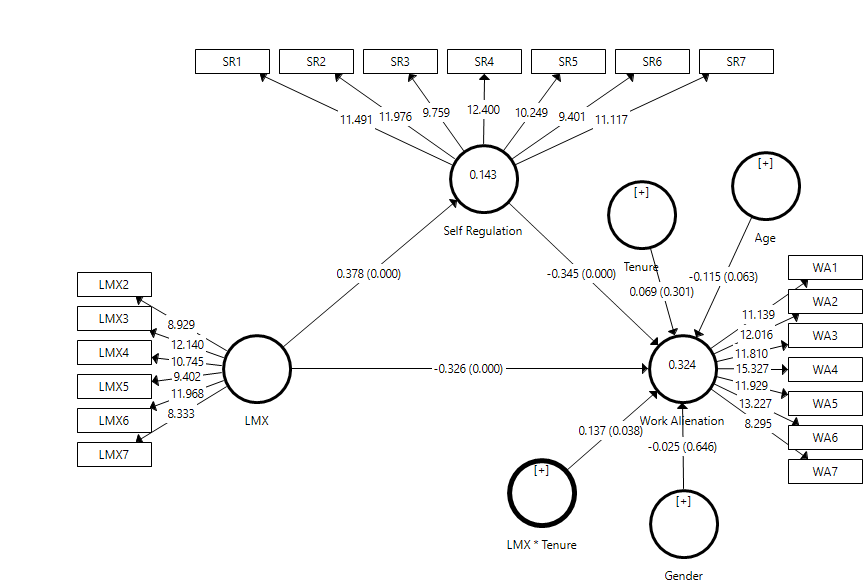 SR1 SR2 SR3 SR4 SR5 SR6 SR7
11.491 11.976 9.759 12.400 10.249 9.401 11.117
0.143
Self Regulation
[+]
Age
[+]
Tenure
0.378 (0.000)
-0.345 (0.000)
0.069 (0.301)
-0.115 (0.063)
LMX2
LMX3
LMX4
LMX5
LMX6
LMX7
8.929
12.140
10.745
9.402
11.968
8.333
LMX
-0.326 (0.000)
0.324
Work Alienation
WA1
WA2
WA3
WA4
WA5
WA6
WA7
11.139
12.016
11.810
15.327
11.929
13.227
8.295
0.137 (0.038)
-0.025 (0.646)
[+]
LMX * Tenure
[+]
Gender